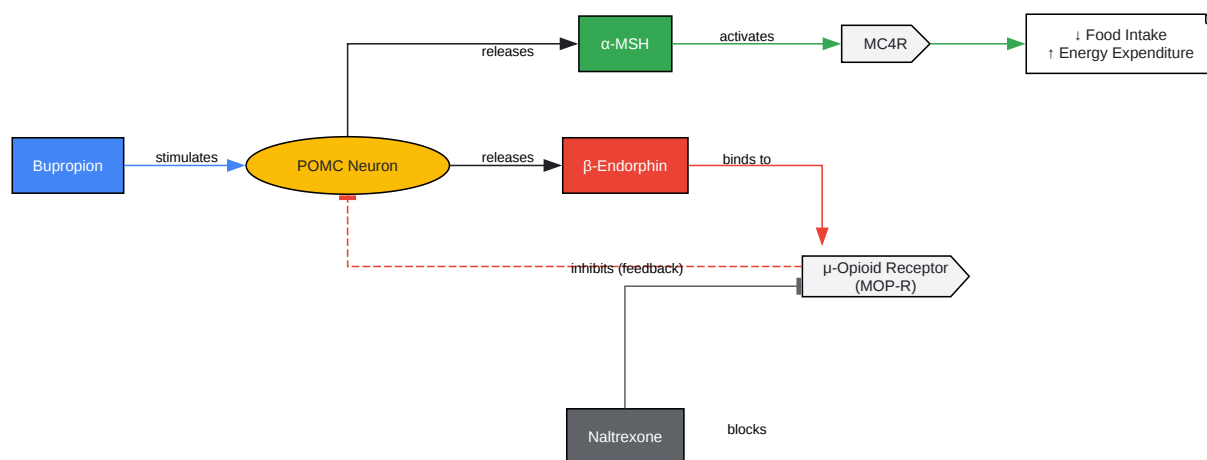 ↓ Food Intake
↑ Energy Expenditure
α-MSH
activates
MC4R
releases
Bupropion
stimulates
POMC Neuron
releases
β-Endorphin
binds to
inhibits (feedback)
μ-Opioid Receptor
(MOP-R)
Naltrexone
blocks